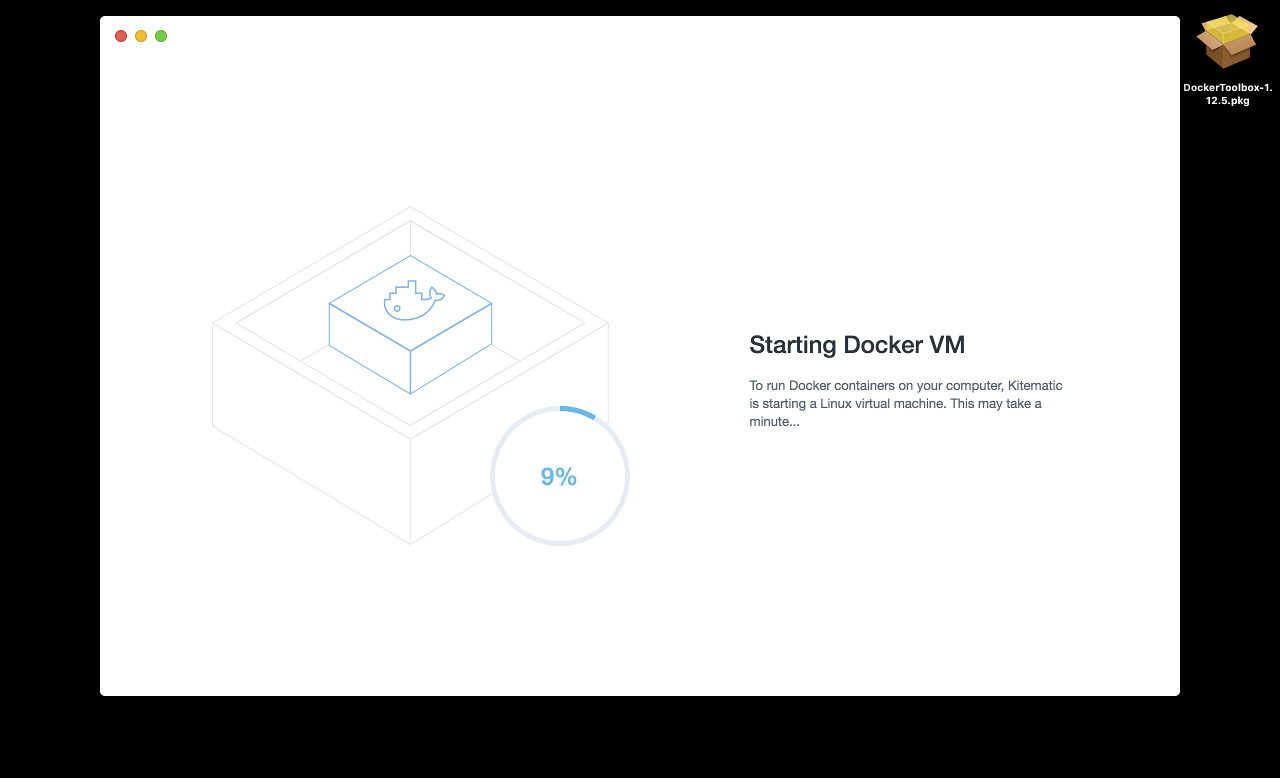 DockerToolbox-1.
12.5.pkg
Starting Docker VM
To run Docker containers on your computer, Kitematic
is starting a Linux virtual machine. This may take a
minute...
9%